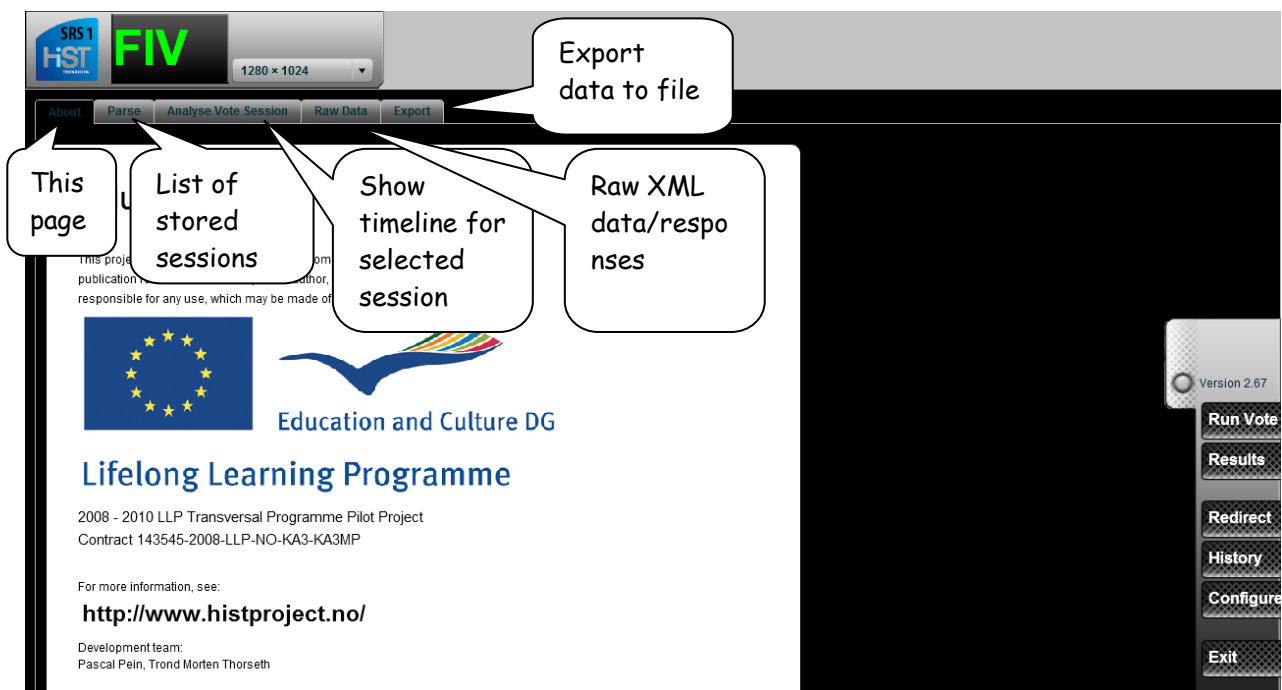 SRS 1
HiST
TRONDHEIM
FIV
1280 × 1024
Export
data to file
About
Parse
Analyse Vote Session
Raw Data
Export
This
page
List of
stored
sessions
Show
timeline for
selected
session
Raw XML
data/respo
nses
This proje
publication
responsible for any use, which may be made of
Education and Culture DG
Lifelong Learning Programme
2008 - 2010 LLP Transversal Programme Pilot Project
Contract 143545-2008-LLP-NO-KA3-KA3MP
For more information, see:
http://www.histproject.no/
Development team:
Pascal Pein, Trond Morten Thorseth
Version 2.67
Run Vote
Results
Redirect
History
Configure
Exit